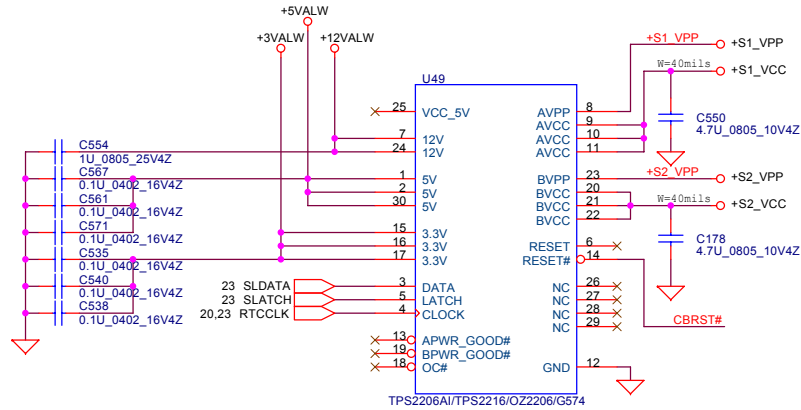 +5VALW
+3VALW
+12VALW
U49
+S1_VPP
+S1_VPP
W=40mils
+S1_VCC
25 VCC_5V
AVPP 8
AVCC 9
AVCC 10
AVCC 11
7 12V
24 12V
C550
4.7U_0805_10V4Z
C554
1U_0805_25V4Z
C567
0.1U_0402_16V4Z
C561
0.1U_0402_16V4Z
C571
0.1U_0402_16V4Z
C535
0.1U_0402_16V4Z
C540
0.1U_0402_16V4Z
C538
0.1U_0402_16V4Z
1 5V
2 5V
30 5V
BVPP 23
BVCC 20
BVCC 21
BVCC 22
+S2_VPP
+S2_VPP
W=40mils
+S2_VCC
15 3.3V
16 3.3V
17 3.3V
RESET 6
RESET# 14
C178
4.7U_0805_10V4Z
23 SLDATA
23 SLATCH
20,23 RTCCLK
3 DATA
5 LATCH
4 CLOCK
NC 26
NC 27
NC 28
NC 29
CBRST#
13 APWR_GOOD#
19 BPWR_GOOD#
18 OC#
GND 12
TPS2206AI/TPS2216/OZ2206/G574